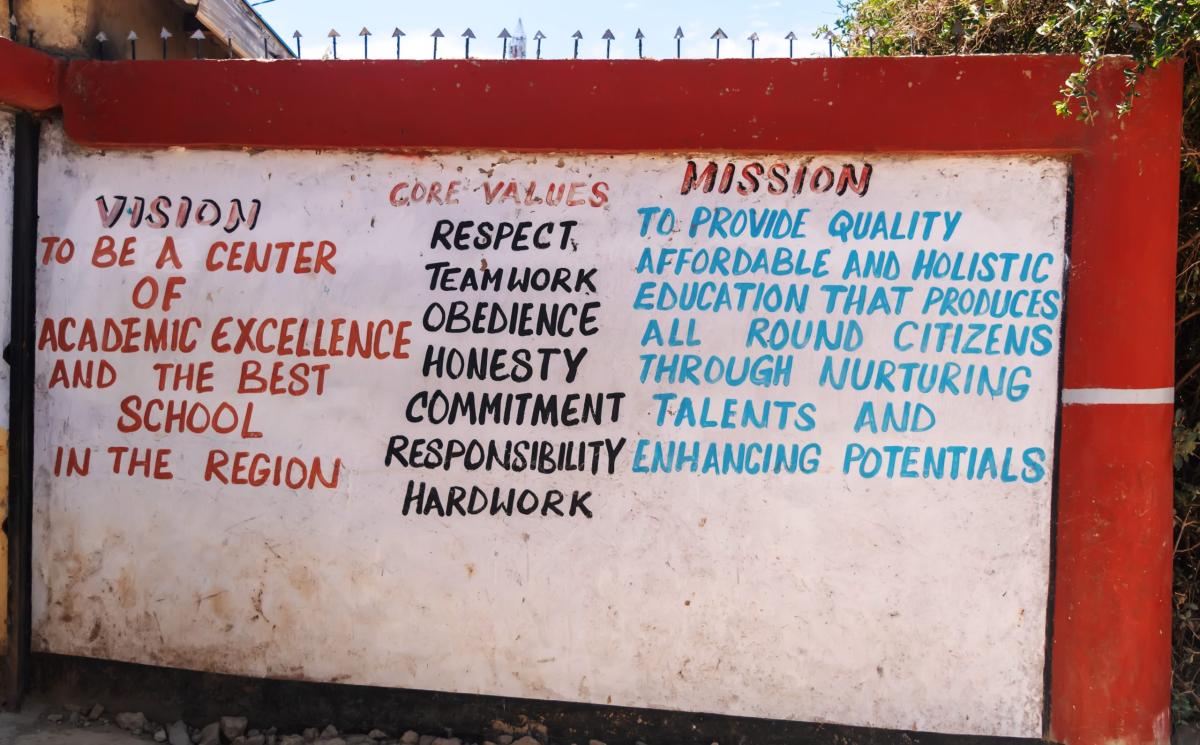 VISION
TO BE A CENTER
OF
ACADEMIC EXCELLENCE
AND THE BEST
SCHOOL
IN THE REGION
CORE VALUES
RESPECT
TEAMWORK
OBEDIENCE
HONESTY
COMMITMENT
RESPONSIBILITY
HARDWORK
MISSION
TO PROVIDE QUALITY
AFFORDABLE AND HOLISTIC
EDUCATION THAT PRODUCES
ALL ROUND CITIZENS
THROUGH NURTURING
TALENTS AND
ENHANCING POTENTIALS